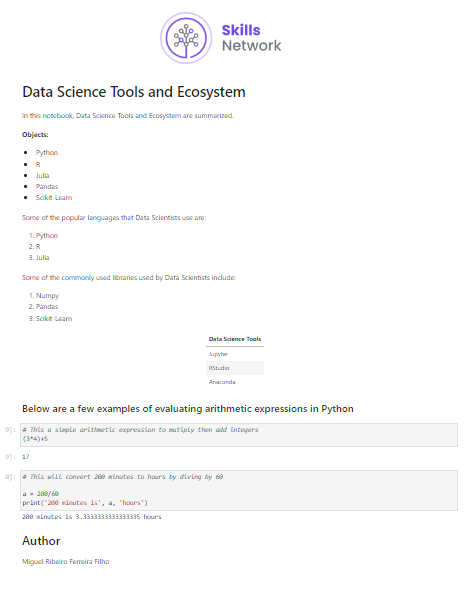 Skills
Network
Data Science Tools and Ecosystem
In this notebook, Data Science Tools and Ecosystem are summarized.
Objects:
• Python
• R
• Julia
• Pandas
• Scikit-Learn
Some of the popular languages that Data Scientists use are:
1. Python
2. R
3. Julia
Some of the commonly used libraries used by Data Scientists include:
1. Numpy
2. Pandas
3. Scikit-Learn
Data Science Tools
Jupyter
RStudio
Anaconda
Below are a few examples of evaluating arithmetic expressions in Python
9]: # This a simple arithmetic expression to mutiply then add integers
(3*4)+5
9]: 17
0]: # This will convert 200 minutes to hours by diving by 60
a = 200/60
print('200 minutes is', a, 'hours')
200 minutes is 3.3333333333333335 hours
Author
Miguel Ribeiro Ferreira Filho